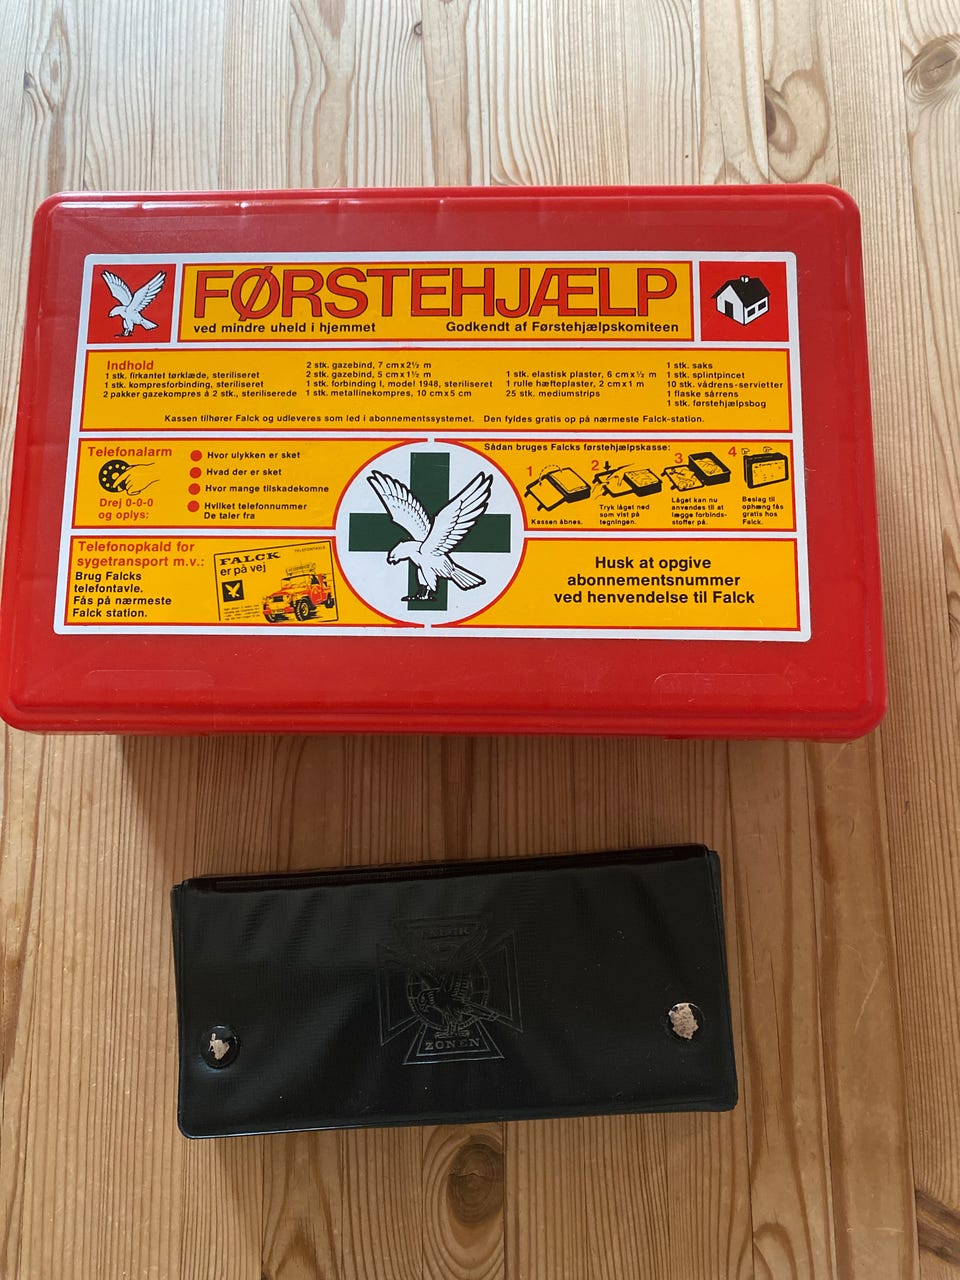 FØRSTEHJÆLP
ved mindre uheld i hjemmet
Godkendt af Førstehjælpskomiteen
Indhold
1 stk. firkantet tørklæde, steriliseret
1 stk. kompresforbinding, steriliseret
2 pakker gazekompres à 2 stk., steriliserede
2 stk. gazebind, 7 cm x 2½ m
2 stk. gazebind, 5 cm x 1½ m
1 stk. forbinding I, model 1948, steriliseret
1 stk. metallinekompres, 10 cm x 5 cm
1 stk. elastisk plaster, 6 cm x ½ m
1 rulle hæfteplaster, 2 cm x 1 m
25 stk. mediumstrips
1 stk. saks
1 stk. splintpincet
10 stk. vådrens-servietter
1 flaske sårrens
1 stk. førstehjælpsbog
Kassen tilhører Falck og udleveres som led i abonnementssystemet. Den fyldes gratis op på nærmeste Falck-station.
Telefonalarm
Drej 0-0-0
og oplys:
Hvor ulykken er sket
Hvad der er sket
Hvor mange tilskadekomne
Hvilket telefonnummer
De taler fra
Sådan bruges Falcks førstehjælpskasse:
1
Kassen åbnes.
2
Tryk låget ned
som vist på
tegningen.
3
Låget kan nu
anvendes til at
lægge forbind-
stoffer på.
4
Beslag til
ophæng fås
gratis hos
Falck.
Telefonopkald for
sygetransport m.v.:
Brug Falcks
telefontavle.
Fås på nærmeste
Falck station.
TELEFONTAVLE
FALCK
er på vej
Husk at opgive
abonnementsnummer
ved henvendelse til Falck
ZONEN